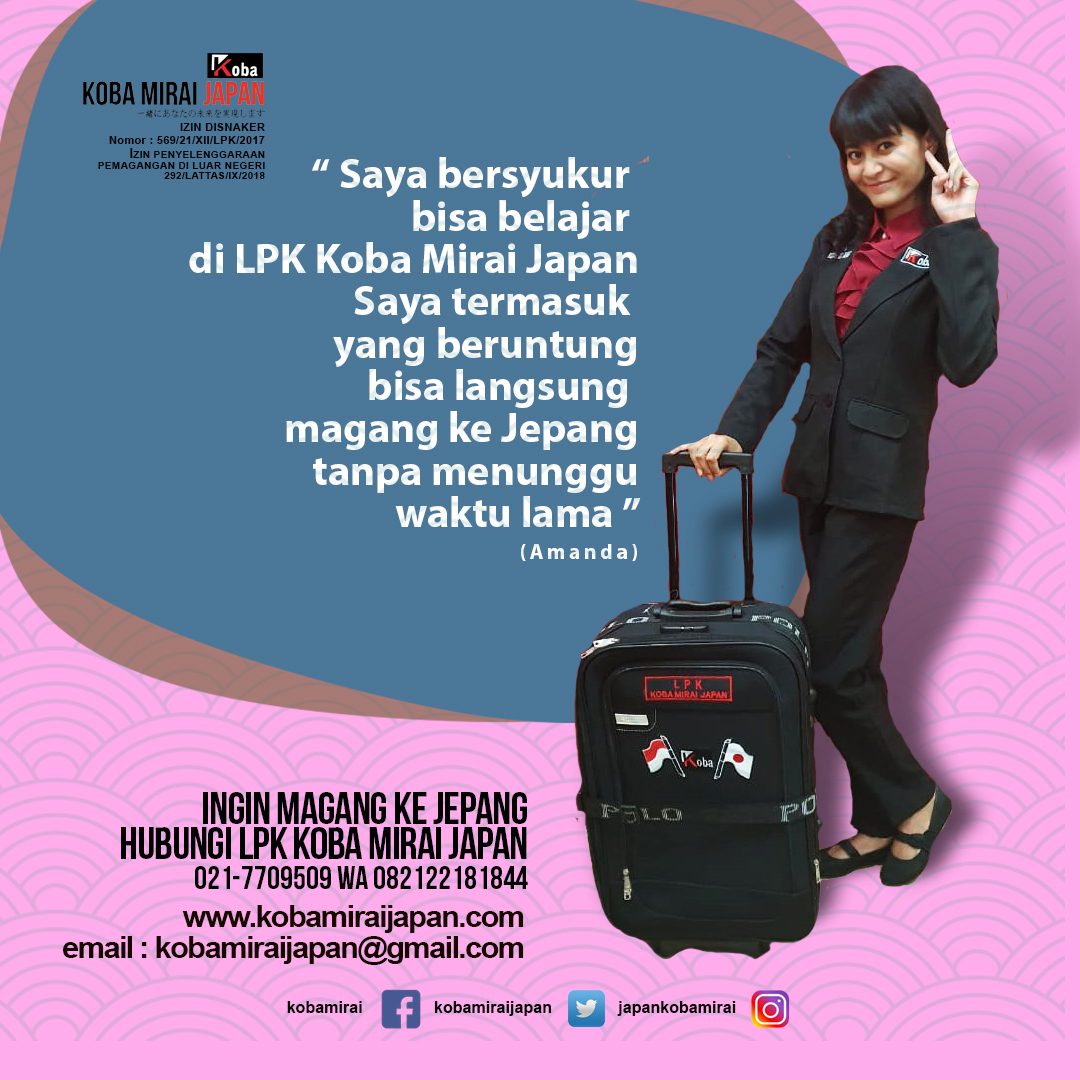 Koba
KOBA MIRAI JAPAN
一緒にあなたの未来を実現します
IZIN DISNAKER
Nomor : 569/21/XII/LPK/2017
IZIN PENYELENGGARAAN
PEMAGANGAN DI LUAR NEGERI
292/LATTAS/IX/2018
“ Saya bersyukur
bisa belajar
di LPK Koba Mirai Japan
Saya termasuk
yang beruntung
bisa langsung
magang ke Jepang
tanpa menunggu
waktu lama ”
(Amanda)
Koba
POLO
LPK
KOBA MIRAI JAPAN
Koba
POLO
PO
INGIN MAGANG KE JEPANG
HUBUNGI LPK KOBA MIRAI JAPAN
021-7709509 WA 082122181844
www.kobamiraijapan.com
email : kobamiraijapan@gmail.com
kobamirai
kobamiraijapan
japankobamirai